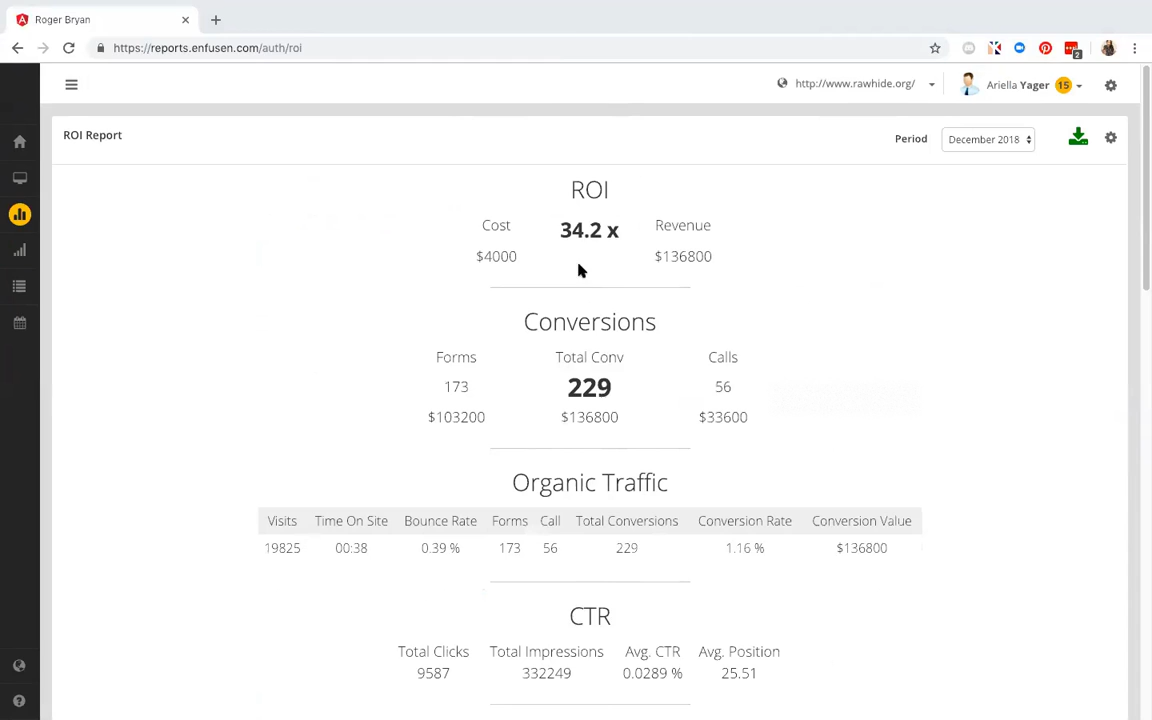 Roger Bryan
https://reports.enfusen.com/auth/roi
2
http://www.rawhide.org/
Ariella Yager 15
ROI Report
Period December 2018
ROI
Cost 34.2 x Revenue
$4000 $136800
Conversions
Forms Total Conv Calls
173 229 56
$103200 $136800 $33600
Organic Traffic
Visits Time On Site Bounce Rate Forms Call Total Conversions Conversion Rate Conversion Value
19825 00:38 0.39 % 173 56 229 1.16 % $136800
CTR
Total Clicks Total Impressions Avg. CTR Avg. Position
9587 332249 0.0289 % 25.51